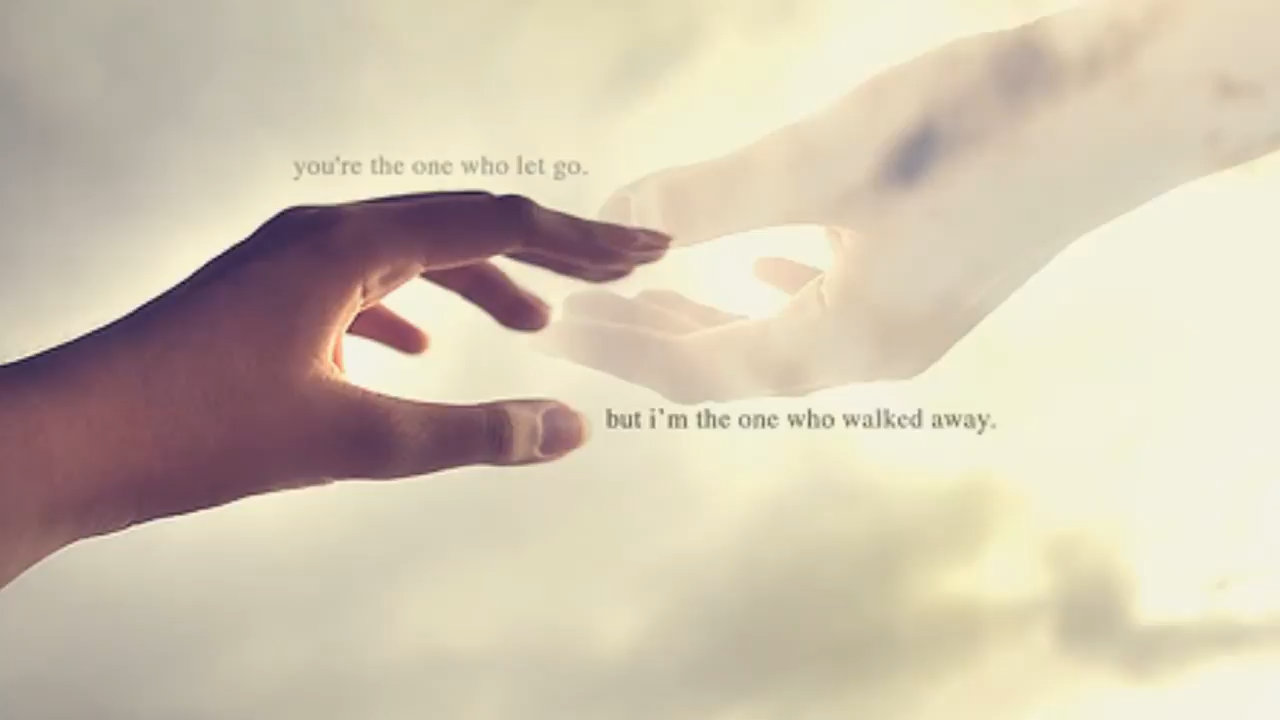 you're the one who let go.
but i'm the one who walked away.